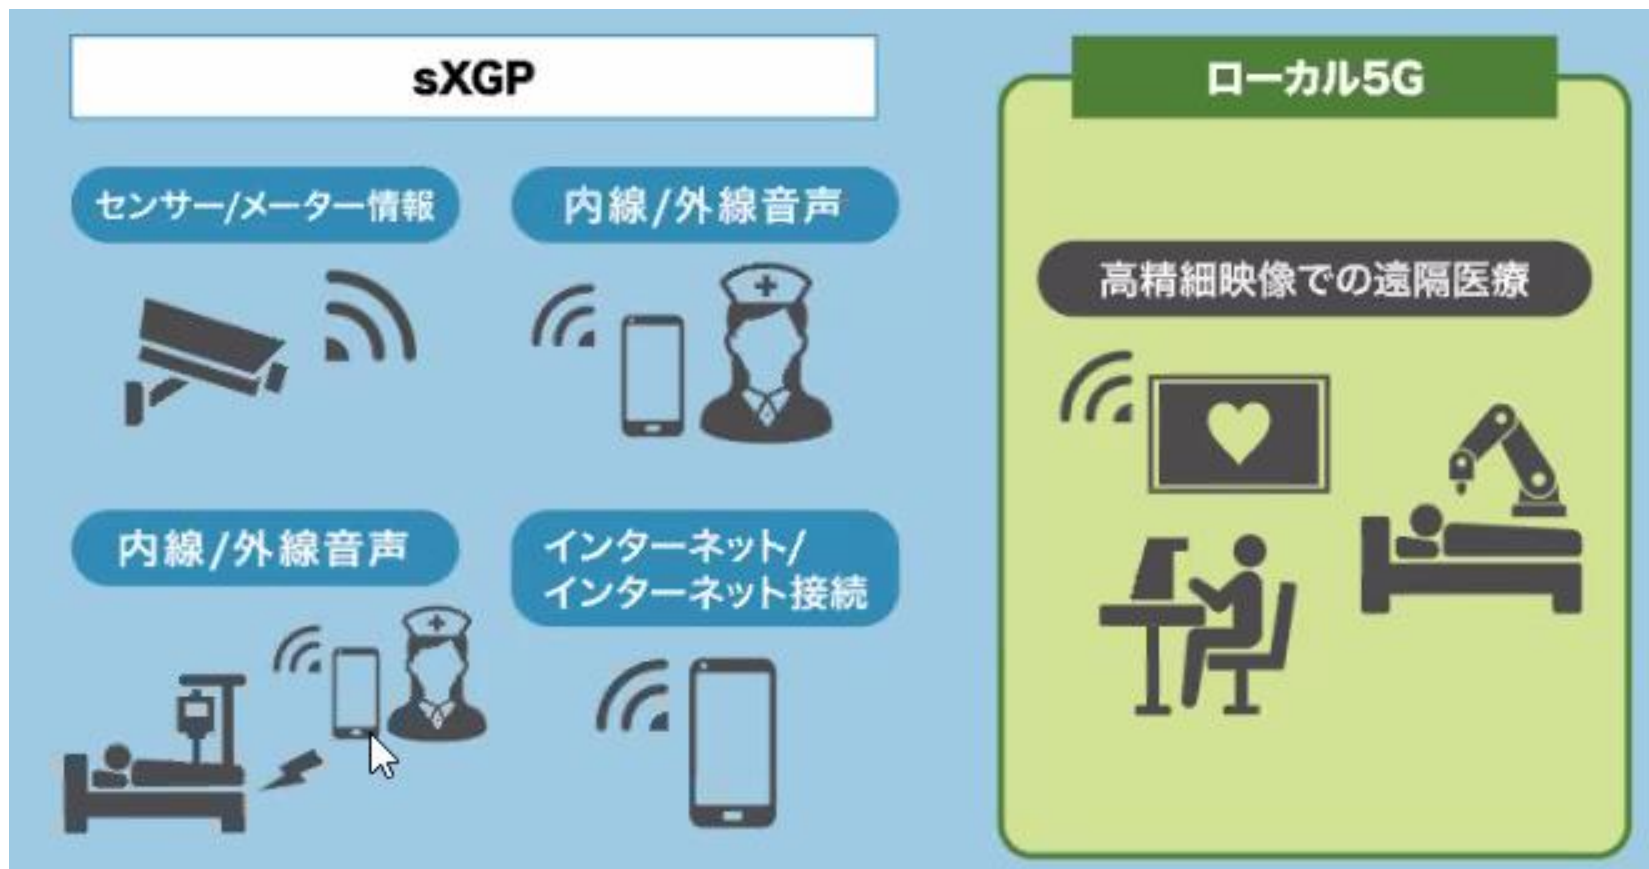 sXGP
センサー/メーター情報
内線/外線音声
内線/外線音声
インターネット/
インターネット接続
ローカル5G
高精細映像での遠隔医療